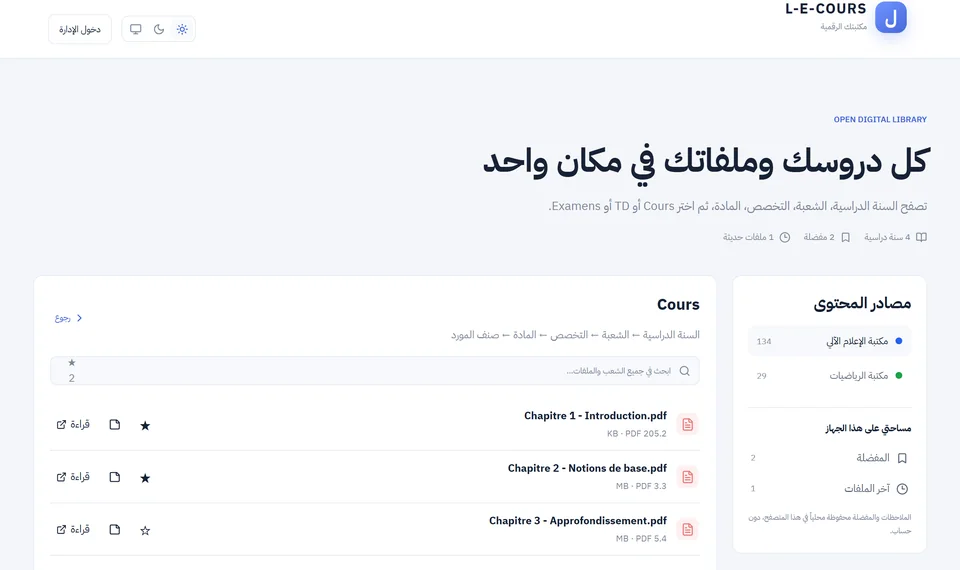 L-E-COURS
مكتبتك الرقمية
ل
دخول الإدارة
OPEN DIGITAL LIBRARY
كل دروسك وملفاتك في مكان واحد
تصفح السنة الدراسية، الشعبة، التخصص، المادة، ثم اختر Cours أو TD أو Examens.
4 سنة دراسية
2 مفضلة
1 ملفات حديثة
مصادر المحتوى
مكتبة الإعلام الآلي 134
مكتبة الرياضيات 29
مساحتي على هذا الجهاز
المفضلة 2
آخر الملفات 1
الملاحظات والمفضلة محفوظة محلياً في هذا المتصفح، دون
حساب.
Cours
رجوع
السنة الدراسية ← الشعبة ← التخصص ← المادة ← صنف المورد
ابحث في جميع الشعب والملفات...
★
2
Chapitre 1 - Introduction.pdf
KB · PDF 205.2
قراءة
Chapitre 2 - Notions de base.pdf
MB · PDF 3.3
قراءة
Chapitre 3 - Approfondissement.pdf
MB · PDF 5.4
قراءة